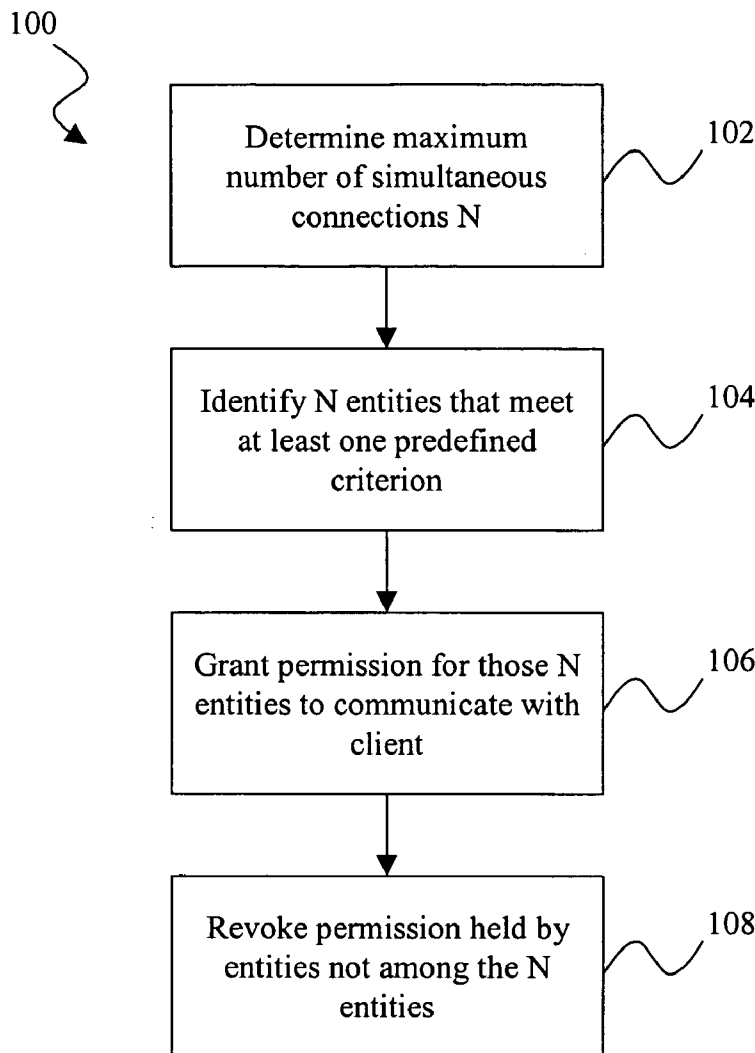 100
Determine maximum
number of simultaneous
connections N
102
Identify N entities that meet
at least one predefined
criterion
104
Grant permission for those N
entities to communicate with
client
106
Revoke permission held by
entities not among the N
entities
108